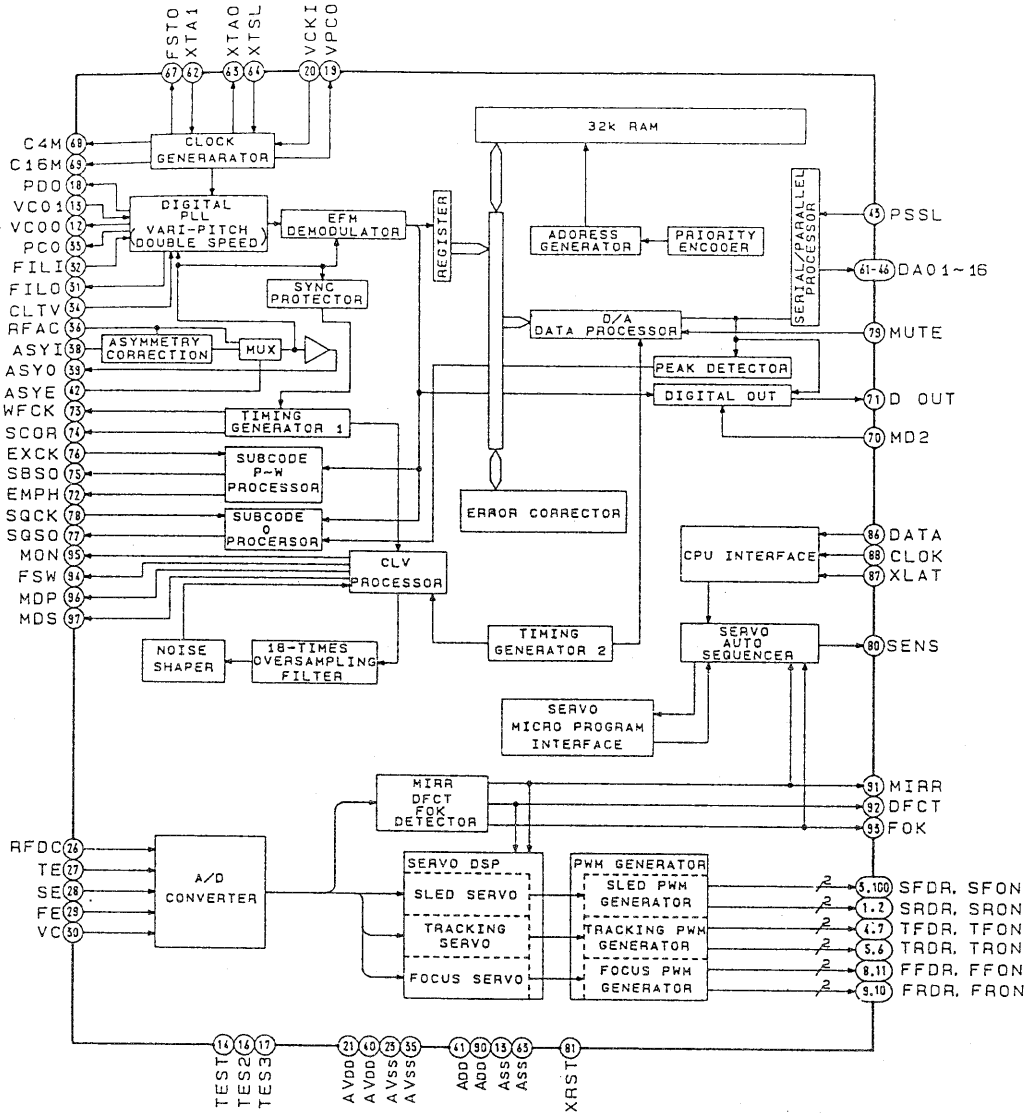 FSTO
XTA1
XTAO
XTSL
VCKI
VPCO
67
62
63
64
20
19
C4M 68
C16M 69
PDO 18
VCO1 13
VCOO 12
PCO 33
FILI 32
FILO 31
CLTV 34
RFAC 36
ASYI 38
ASYO 39
ASYE 42
WFCK 73
SCOR 74
EXCK 76
SBSO 75
EMPH 72
SQCK 78
SQSO 77
MON 95
FSW 94
MDP 96
MDS 97
CLOCK
GENERARATOR
DIGITAL
PLL
(VARI-PITCH
DOUBLE SPEED)
EFM
DEMODULATOR
REGISTER
SYNC
PROTECTOR
ASYMMETRY
CORRECTION
MUX
TIMING
GENERATOR 1
SUBCODE
P~W
PROCESSOR
SUBCODE
Q
PROCERSOR
CLV
PROCESSOR
NOISE
SHAPER
18-TIMES
OVERSAMPLING
FILTER
TIMING
GENERATOR 2
32k RAM
ADDRESS
GENERATOR
PRIORITY
ENCODER
SERIAL/PARALLEL
PROCESSOR
D/A
DATA PROCESSOR
PEAK DETECTOR
DIGITAL OUT
ERROR CORRECTOR
CPU INTERFACE
SERVO
AUTO
SEQUENCER
SERVO
MICRO PROGRAM
INTERFACE
45 PSSL
61-46 DA01~16
79 MUTE
71 D OUT
70 MD2
86 DATA
88 CLOK
87 XLAT
80 SENS
91 MIRR
92 DFCT
93 FOK
MIRR
DFCT
FOK
DETECTOR
RFDC 26
TE 27
SE 28
FE 29
VC 30
A/D
CONVERTER
SERVO DSP
SLED SERVO
TRACKING
SERVO
FOCUS SERVO
PWM GENERATOR
SLED PWM
GENERATOR
TRACKING PWM
GENERATOR
FOCUS PWM
GENERATOR
2
2
2
2
2
2
3.100 SFDR, SFON
1.2 SRDR, SRON
4.7 TFDR, TFON
5.6 TRDR, TRON
8.11 FFDR, FFON
9.10 FRDR, FRON
14
16
17
21
40
23
35
41
90
13
63
81
TEST
TES2
TES3
AVDD
AVDD
AVSS
AVSS
ADD
ADD
ASS
ASS
XRST